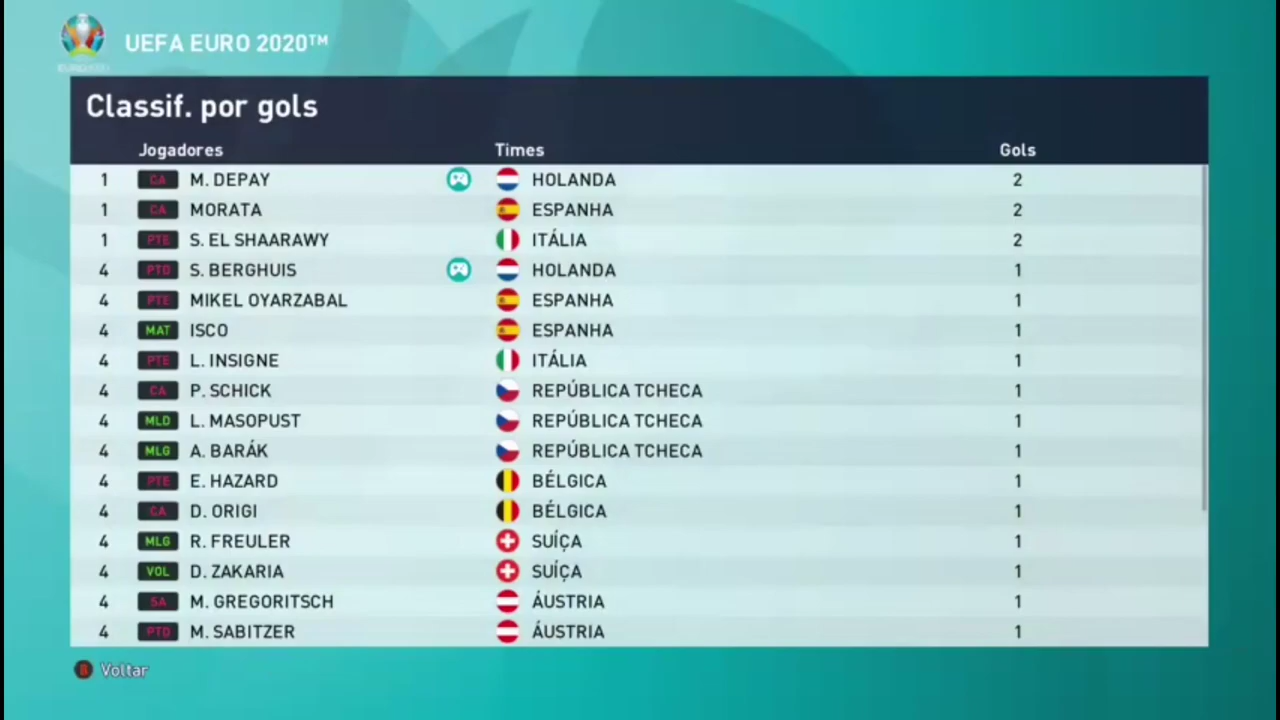 UEFA EURO 2020™
Classif. por gols
Jogadores Times Gols
1 CA M. DEPAY HOLANDA 2
1 CA MORATA ESPANHA 2
1 PTE S. EL SHAARAWY ITÁLIA 2
4 PTD S. BERGHUIS HOLANDA 1
4 PTE MIKEL OYARZABAL ESPANHA 1
4 MAT ISCO ESPANHA 1
4 PTE L. INSIGNE ITÁLIA 1
4 CA P. SCHICK REPÚBLICA TCHECA 1
4 MLD L. MASOPUST REPÚBLICA TCHECA 1
4 MLG A. BARÁK REPÚBLICA TCHECA 1
4 PTE E. HAZARD BÉLGICA 1
4 CA D. ORIGI BÉLGICA 1
4 MLG R. FREULER SUÍÇA 1
4 VOL D. ZAKARIA SUÍÇA 1
4 SA M. GREGORITSCH ÁUSTRIA 1
4 PTD M. SABITZER ÁUSTRIA 1
B Voltar